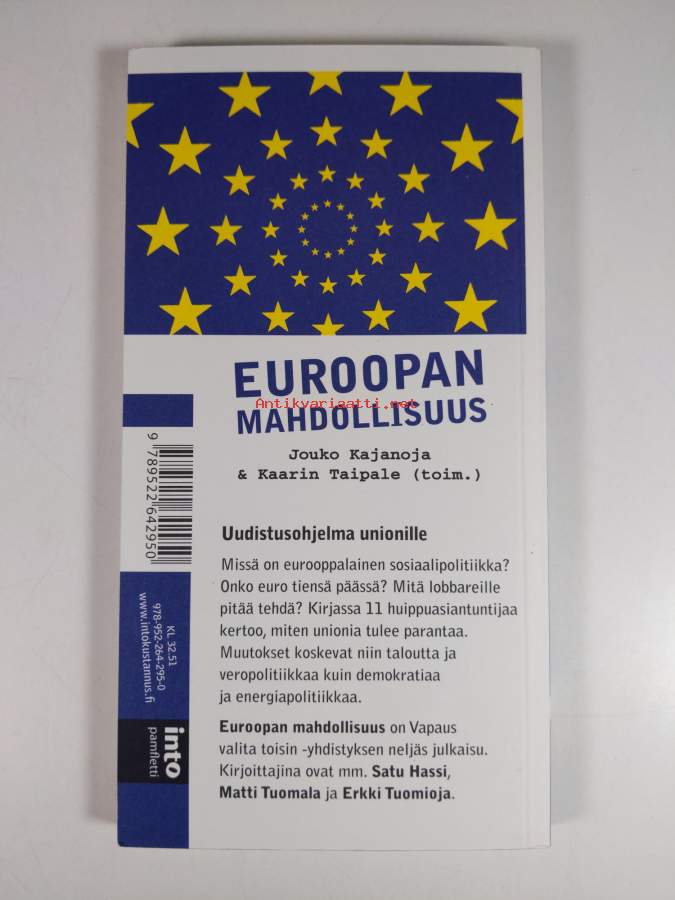 EUROOPAN
Antikvariaatti.net
MAHDOLLISUUS
Jouko Kajanoja
& Kaarin Taipale (toim.)
Uudistusohjelma unionille
Missä on eurooppalainen sosiaalipolitiikka?
Onko euro tiensä päässä? Mitä lobbareille
pitää tehdä? Kirjassa 11 huippuasiantuntijaa
kertoo, miten unionia tulee parantaa.
Muutokset koskevat niin taloutta ja
veropolitiikkaa kuin demokratiaa
ja energiapolitiikkaa.
Euroopan mahdollisuus on Vapaus
valita toisin -yhdistyksen neljäs julkaisu.
Kirjoittajina ovat mm. Satu Hassi,
Matti Tuomala ja Erkki Tuomioja.
9 789522 642950
KL 32.51
978-952-264-295-0
www.intokustannus.fi
into
pamfletti